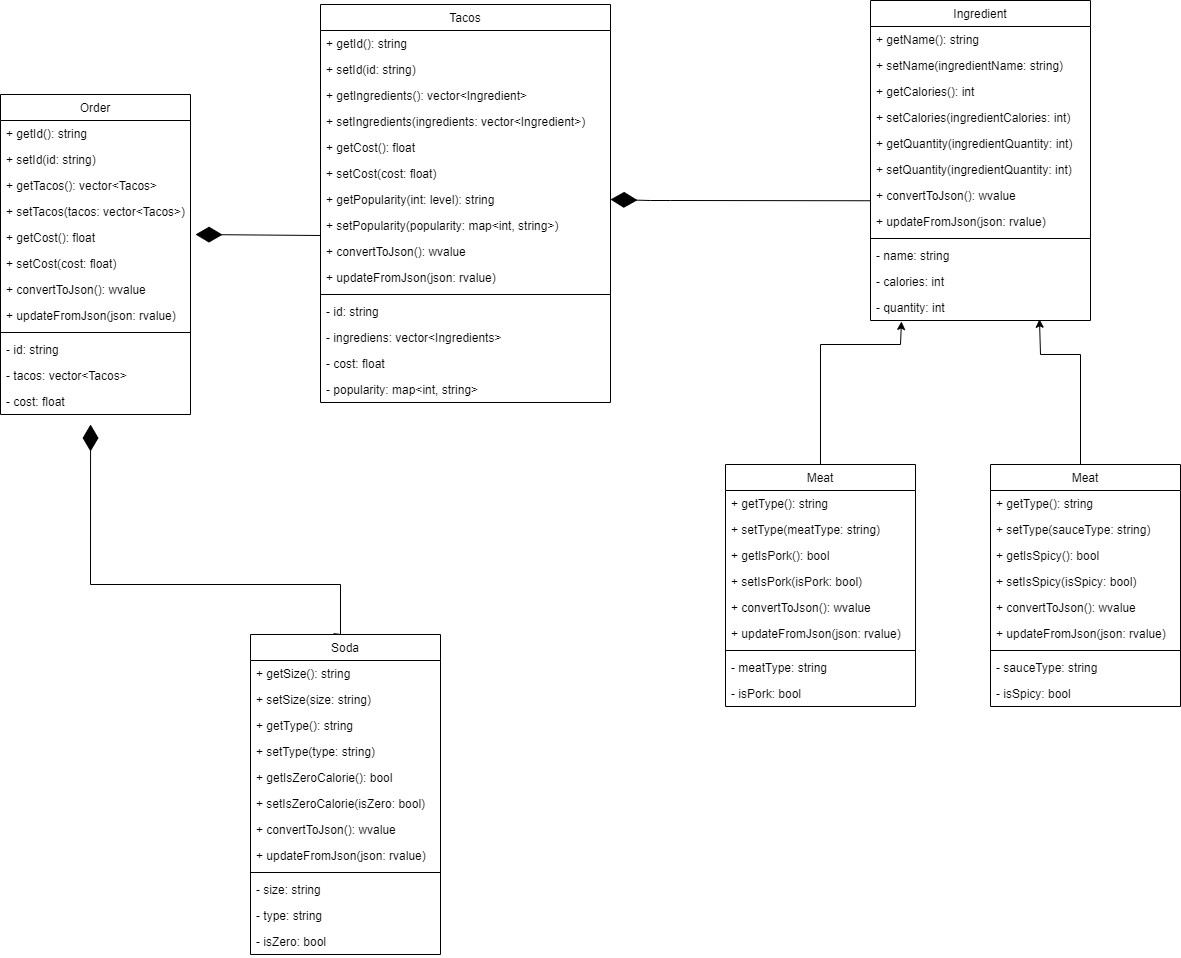 Tacos
+ getId(): string
+ setId(id: string)
+ getIngredients(): vector<Ingredient>
+ setIngredients(ingredients: vector<Ingredient>)
+ getCost(): float
+ setCost(cost: float)
+ getPopularity(int: level): string
+ setPopularity(popularity: map<int, string>)
+ convertToJson(): wvalue
+ updateFromJson(json: rvalue)
- id: string
- ingrediens: vector<Ingredients>
- cost: float
- popularity: map<int, string>
Ingredient
+ getName(): string
+ setName(ingredientName: string)
+ getCalories(): int
+ setCalories(ingredientCalories: int)
+ getQuantity(ingredientQuantity: int)
+ setQuantity(ingredientQuantity: int)
+ convertToJson(): wvalue
+ updateFromJson(json: rvalue)
- name: string
- calories: int
- quantity: int
Order
+ getId(): string
+ setId(id: string)
+ getTacos(): vector<Tacos>
+ setTacos(tacos: vector<Tacos>)
+ getCost(): float
+ setCost(cost: float)
+ convertToJson(): wvalue
+ updateFromJson(json: rvalue)
- id: string
- tacos: vector<Tacos>
- cost: float
Meat
+ getType(): string
+ setType(meatType: string)
+ getIsPork(): bool
+ setIsPork(isPork: bool)
+ convertToJson(): wvalue
+ updateFromJson(json: rvalue)
- meatType: string
- isPork: bool
Meat
+ getType(): string
+ setType(sauceType: string)
+ getIsSpicy(): bool
+ setIsSpicy(isSpicy: bool)
+ convertToJson(): wvalue
+ updateFromJson(json: rvalue)
- sauceType: string
- isSpicy: bool
Soda
+ getSize(): string
+ setSize(size: string)
+ getType(): string
+ setType(type: string)
+ getIsZeroCalorie(): bool
+ setIsZeroCalorie(isZero: bool)
+ convertToJson(): wvalue
+ updateFromJson(json: rvalue)
- size: string
- type: string
- isZero: bool